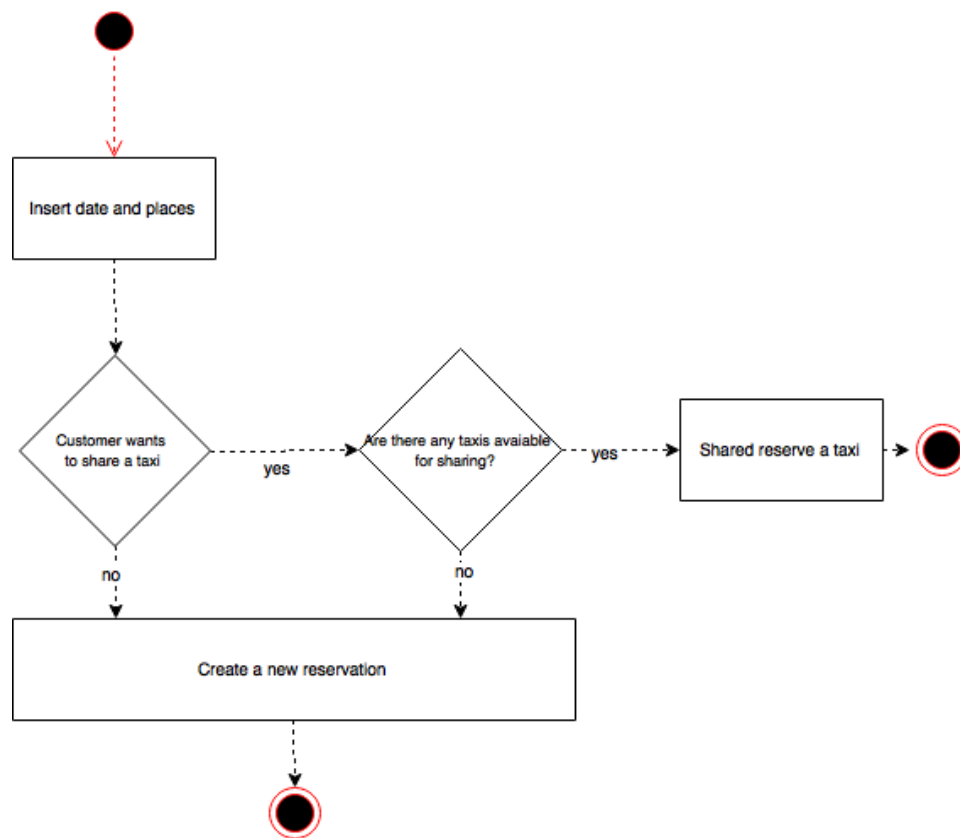 Insert date and places
Customer wants
to share a taxi
yes
Are there any taxis avaiable
for sharing?
yes
Shared reserve a taxi
no
no
Create a new reservation